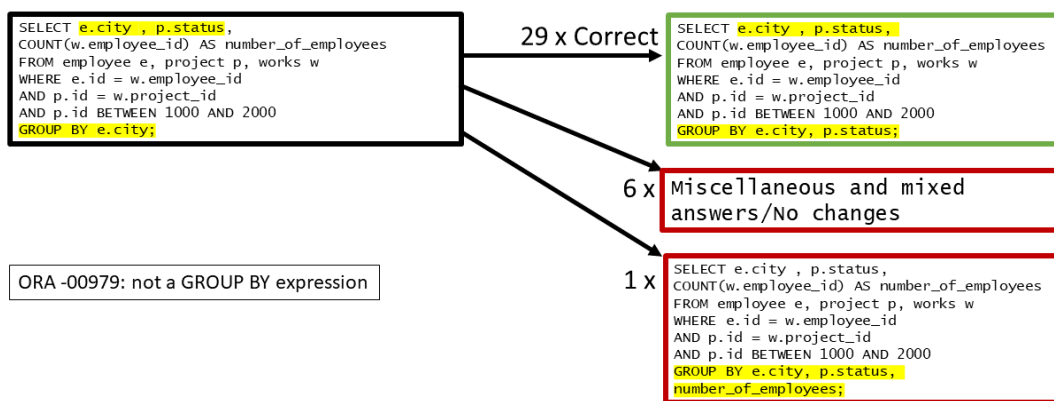 SELECT e.city , p.status,
COUNT(w.employee_id) AS number_of_employees
FROM employee e, project p, works w
WHERE e.id = w.employee_id
AND p.id = w.project_id
AND p.id BETWEEN 1000 AND 2000
GROUP BY e.city;
29 x Correct
SELECT e.city , p.status,
COUNT(w.employee_id) AS number_of_employees
FROM employee e, project p, works w
WHERE e.id = w.employee_id
AND p.id = w.project_id
AND p.id BETWEEN 1000 AND 2000
GROUP BY e.city, p.status;
6 x
Miscellaneous and mixed
answers/No changes
ORA -00979: not a GROUP BY expression
1 x
SELECT e.city , p.status,
COUNT(w.employee_id) AS number_of_employees
FROM employee e, project p, works w
WHERE e.id = w.employee_id
AND p.id = w.project_id
AND p.id BETWEEN 1000 AND 2000
GROUP BY e.city, p.status,
number_of_employees;